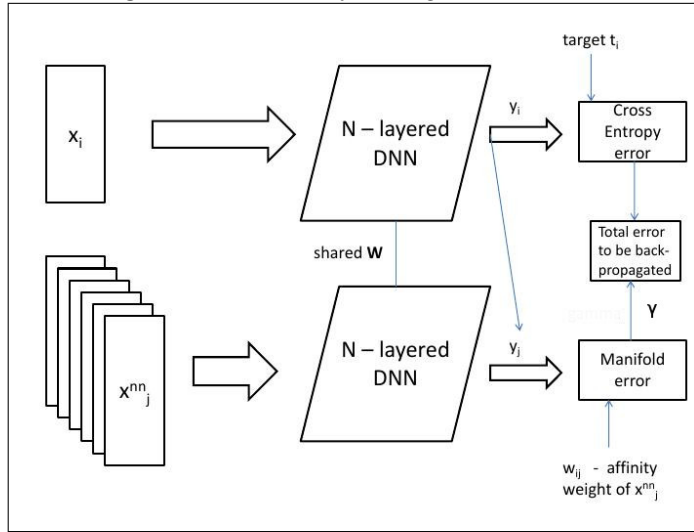 target tᵢ
xᵢ
N – layered
DNN
yᵢ
Cross
Entropy
error
shared W
Total error
to be back-
propagated
γ
xⁿⁿⱼ
N – layered
DNN
yⱼ
Manifold
error
wᵢⱼ - affinity
weight of xⁿⁿⱼ